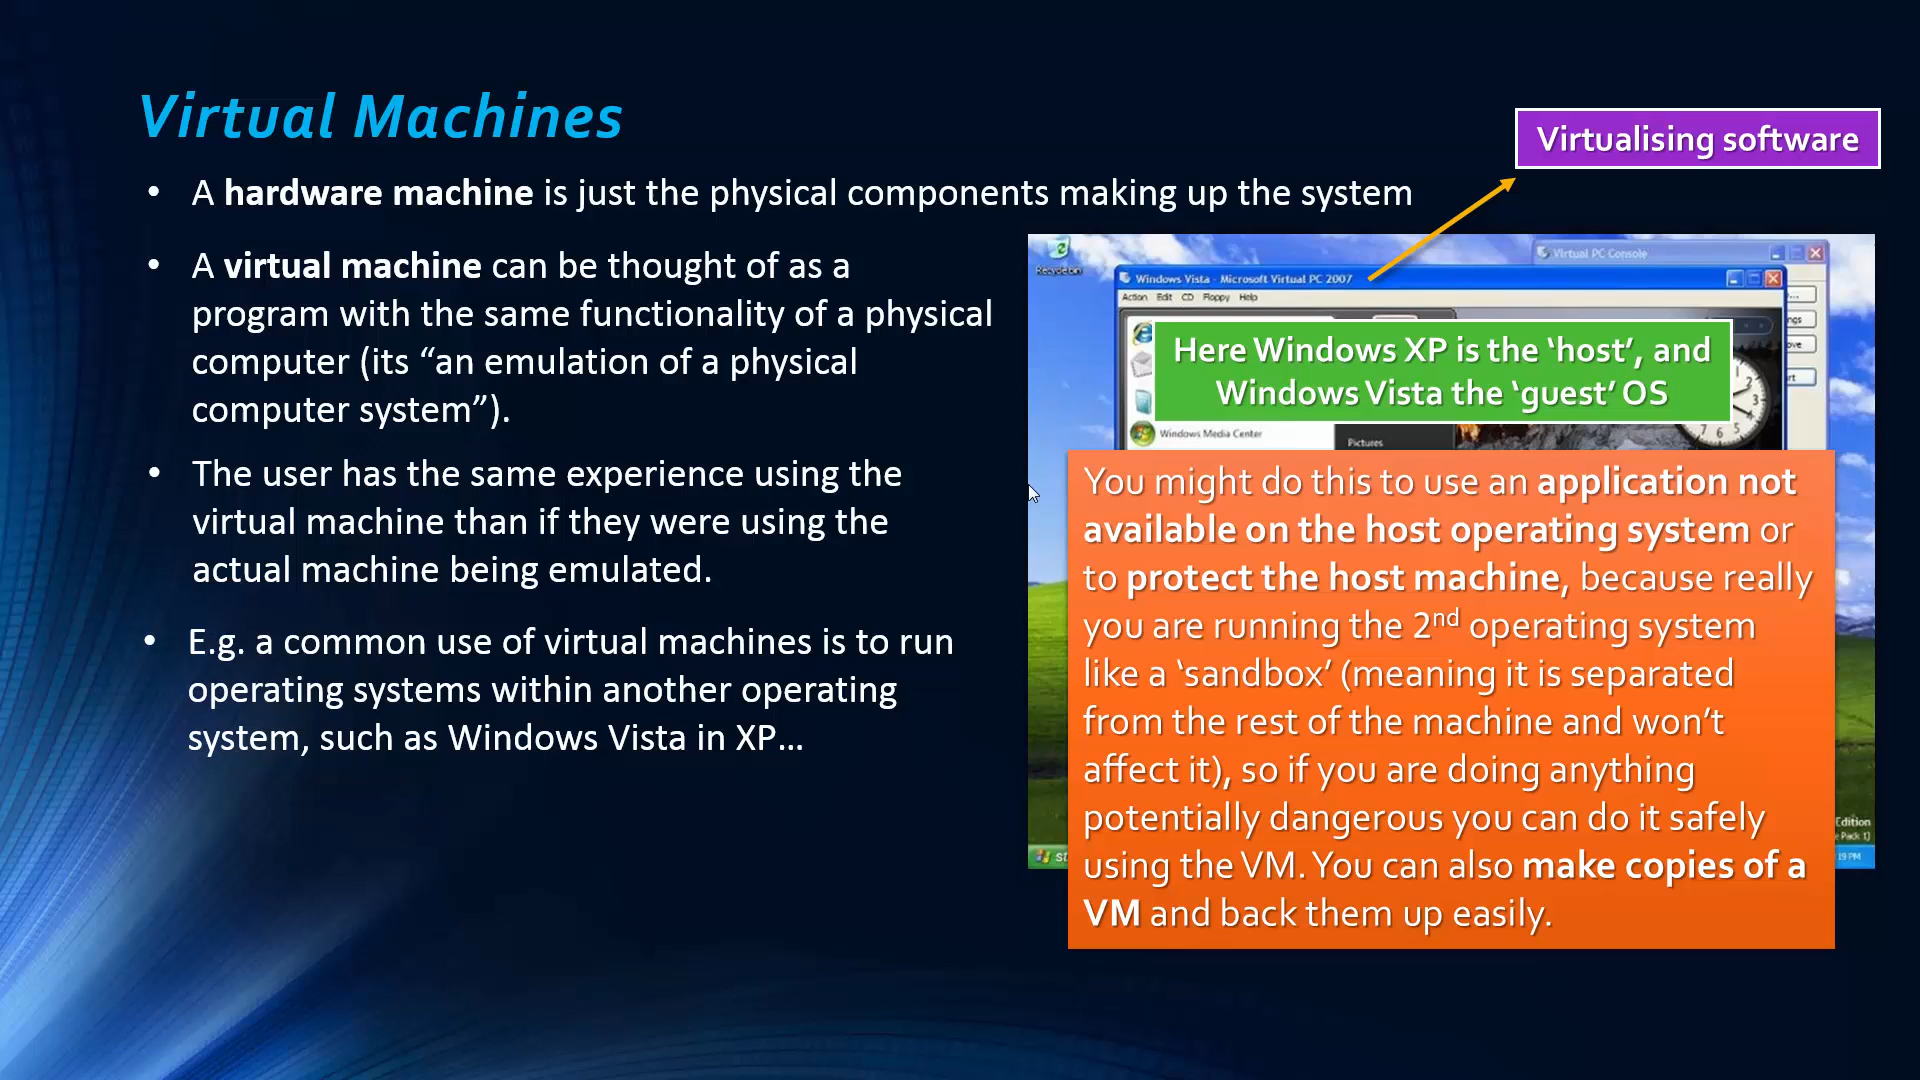 Virtual Machines
Virtualising software
• A hardware machine is just the physical components making up the system
• A virtual machine can be thought of as a
program with the same functionality of a physical
computer (its “an emulation of a physical
computer system”).
• The user has the same experience using the
virtual machine than if they were using the
actual machine being emulated.
• E.g. a common use of virtual machines is to run
operating systems within another operating
system, such as Windows Vista in XP…
Recycle Bin
Virtual PC Console
Windows Vista - Microsoft Virtual PC 2007
Action Edit CD Floppy Help
Here Windows XP is the ‘host’, and
Windows Vista the ‘guest’ OS
Windows Media Center
Pictures
You might do this to use an application not
available on the host operating system or
to protect the host machine, because really
you are running the 2nd operating system
like a ‘sandbox’ (meaning it is separated
from the rest of the machine and won’t
affect it), so if you are doing anything
potentially dangerous you can do it safely
using the VM. You can also make copies of a
VM and back them up easily.
Edition
Pack 1)
19 PM